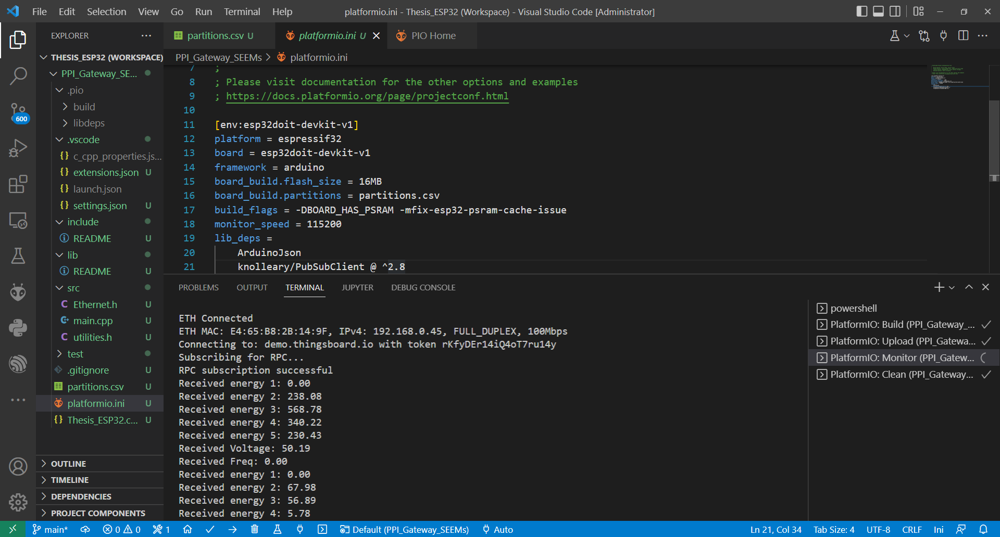 File Edit Selection View Go Run Terminal Help
platformio.ini - Thesis_ESP32 (Workspace) - Visual Studio Code [Administrator]
EXPLORER
THESIS_ESP32 (WORKSPACE)
PPI_Gateway_SE...
.pio
build
libdeps
.vscode
c_cpp_properties.js...
extensions.json U
launch.json
settings.json U
include
README U
lib
README U
src
Ethernet.h U
main.cpp U
utilities.h U
test
.gitignore U
partitions.csv U
platformio.ini U
Thesis_ESP32.c... U
OUTLINE
TIMELINE
DEPENDENCIES
PROJECT COMPONENTS
600
partitions.csv U
platformio.ini U
PIO Home
PPI_Gateway_SEEMs > platformio.ini
7 ;
8 ; Please visit documentation for the other options and examples
9 ; https://docs.platformio.org/page/projectconf.html
10
11 [env:esp32doit-devkit-v1]
12 platform = espressif32
13 board = esp32doit-devkit-v1
14 framework = arduino
15 board_build.flash_size = 16MB
16 board_build.partitions = partitions.csv
17 build_flags = -DBOARD_HAS_PSRAM -mfix-esp32-psram-cache-issue
18 monitor_speed = 115200
19 lib_deps =
20 ArduinoJson
21 knolleary/PubSubClient @ ^2.8
PROBLEMS OUTPUT TERMINAL JUPYTER DEBUG CONSOLE
ETH Connected
ETH MAC: E4:65:B8:2B:14:9F, IPv4: 192.168.0.45, FULL_DUPLEX, 100Mbps
Connecting to: demo.thingsboard.io with token rKfyDEr14iQ4oT7ru14y
Subscribing for RPC...
RPC subscription successful
Received energy 1: 0.00
Received energy 2: 238.08
Received energy 3: 568.78
Received energy 4: 340.22
Received energy 5: 230.43
Received Voltage: 50.19
Received Freq: 0.00
Received energy 1: 0.00
Received energy 2: 67.98
Received energy 3: 56.89
Received energy 4: 5.78
powershell
PlatformIO: Build (PPI_Gateway_...
PlatformIO: Upload (PPI_Gatewa...
PlatformIO: Monitor (PPI_Gatew...
PlatformIO: Clean (PPI_Gateway...
main* 0 0 1 Default (PPI_Gateway_SEEMs) Auto
Ln 21, Col 34 Tab Size: 4 UTF-8 CRLF Ini